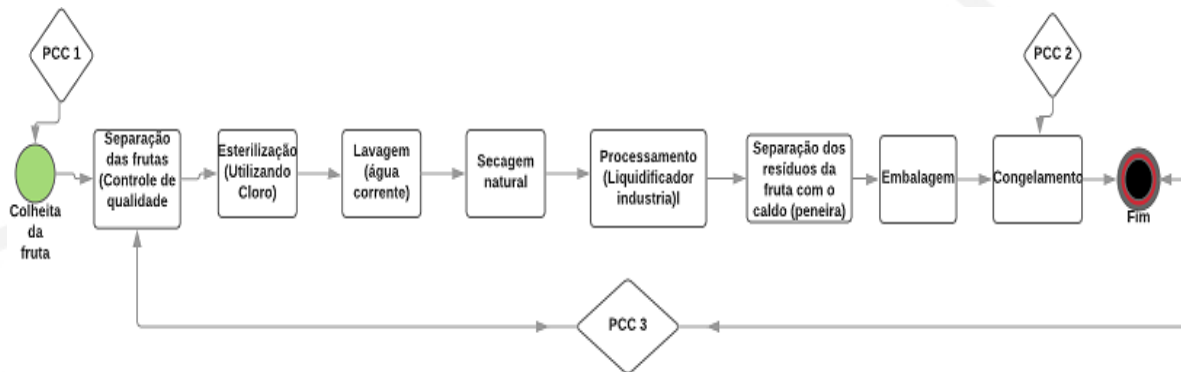 PCC 1
PCC 2
Colheita
da
fruta
Separação
das frutas
(Controle de
qualidade
Esterilização
(Utilizando
Cloro)
Lavagem
(água
corrente)
Secagem
natural
Processamento
(Liquidificador
industria)l
Separação dos
resíduos da
fruta com o
caldo (peneira)
Embalagem
Congelamento
Fim
PCC 3